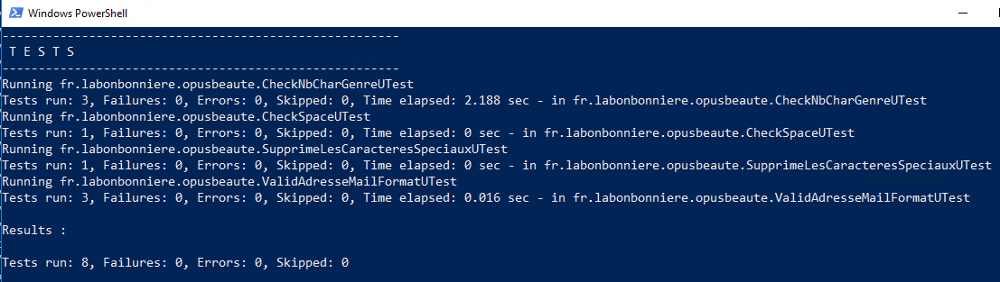 Windows PowerShell
-------------------------------------------------------
T E S T S
-------------------------------------------------------
Running fr.labonbonniere.opusbeaute.CheckNbCharGenreUTest
Tests run: 3, Failures: 0, Errors: 0, Skipped: 0, Time elapsed: 2.188 sec - in fr.labonbonniere.opusbeaute.CheckNbCharGenreUTest
Running fr.labonbonniere.opusbeaute.CheckSpaceUTest
Tests run: 1, Failures: 0, Errors: 0, Skipped: 0, Time elapsed: 0 sec - in fr.labonbonniere.opusbeaute.CheckSpaceUTest
Running fr.labonbonniere.opusbeaute.SupprimeLesCaracteresSpeciauxUTest
Tests run: 1, Failures: 0, Errors: 0, Skipped: 0, Time elapsed: 0 sec - in fr.labonbonniere.opusbeaute.SupprimeLesCaracteresSpeciauxUTest
Running fr.labonbonniere.opusbeaute.ValidAdresseMailFormatUTest
Tests run: 3, Failures: 0, Errors: 0, Skipped: 0, Time elapsed: 0.016 sec - in fr.labonbonniere.opusbeaute.ValidAdresseMailFormatUTest
Results :
Tests run: 8, Failures: 0, Errors: 0, Skipped: 0